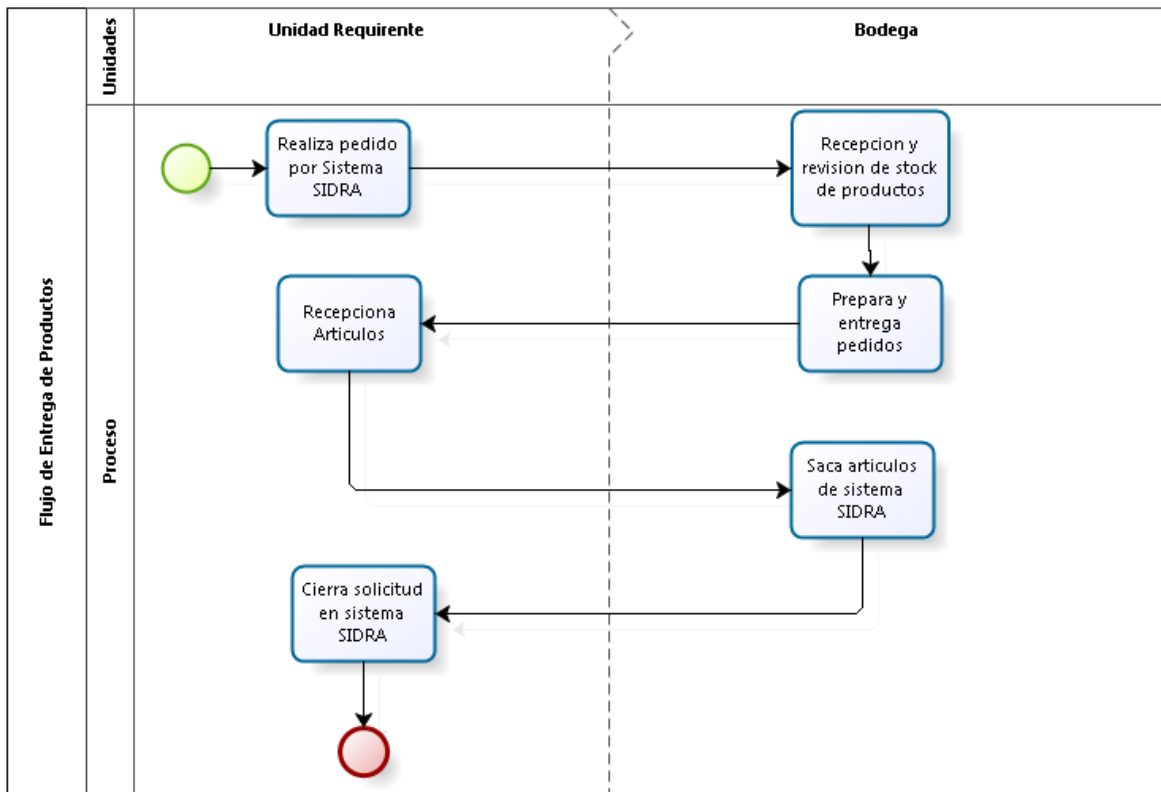 Flujo de Entrega de Productos
Unidades
Unidad Requirente
Bodega
Proceso
Realiza pedido
por Sistema
SIDRA
Recepcion y
revision de stock
de productos
Recepciona
Articulos
Prepara y
entrega
pedidos
Saca articulos
de sistema
SIDRA
Cierra solicitud
en sistema
SIDRA